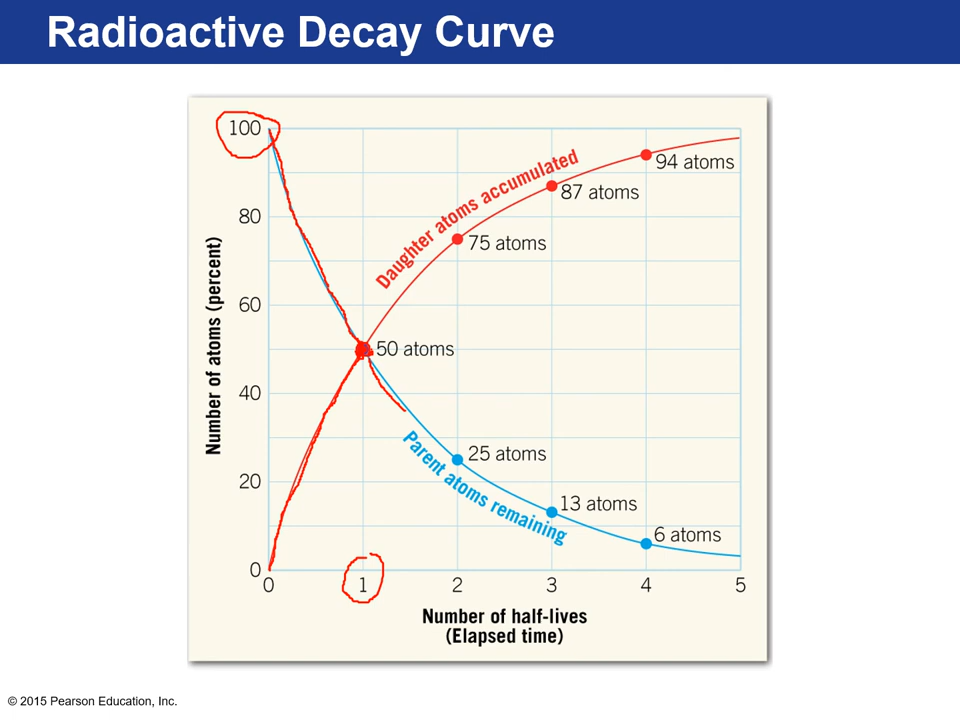 Radioactive Decay Curve
100
80
60
40
20
0
Number of atoms (percent)
Daughter atoms accumulated
94 atoms
87 atoms
75 atoms
50 atoms
25 atoms
13 atoms
6 atoms
Parent atoms remaining
0 1 2 3 4 5
Number of half-lives
(Elapsed time)
© 2015 Pearson Education, Inc.